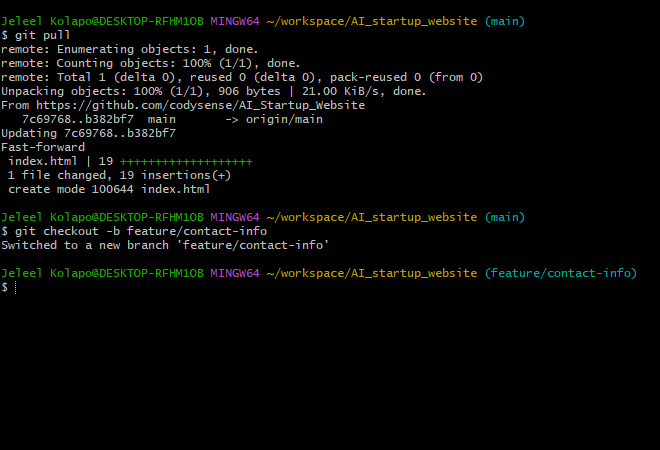 Jeleel Kolapo@DESKTOP-RFHM1OB MINGW64 ~/workspace/AI_startup_website (main)
$ git pull
remote: Enumerating objects: 1, done.
remote: Counting objects: 100% (1/1), done.
remote: Total 1 (delta 0), reused 0 (delta 0), pack-reused 0 (from 0)
Unpacking objects: 100% (1/1), 906 bytes | 21.00 KiB/s, done.
From https://github.com/codysense/AI_Startup_Website
   7c69768..b382bf7  main       -> origin/main
Updating 7c69768..b382bf7
Fast-forward
 index.html | 19 +++++++++++++++++++
 1 file changed, 19 insertions(+)
 create mode 100644 index.html
Jeleel Kolapo@DESKTOP-RFHM1OB MINGW64 ~/workspace/AI_startup_website (main)
$ git checkout -b feature/contact-info
Switched to a new branch 'feature/contact-info'
Jeleel Kolapo@DESKTOP-RFHM1OB MINGW64 ~/workspace/AI_startup_website (feature/contact-info)
$